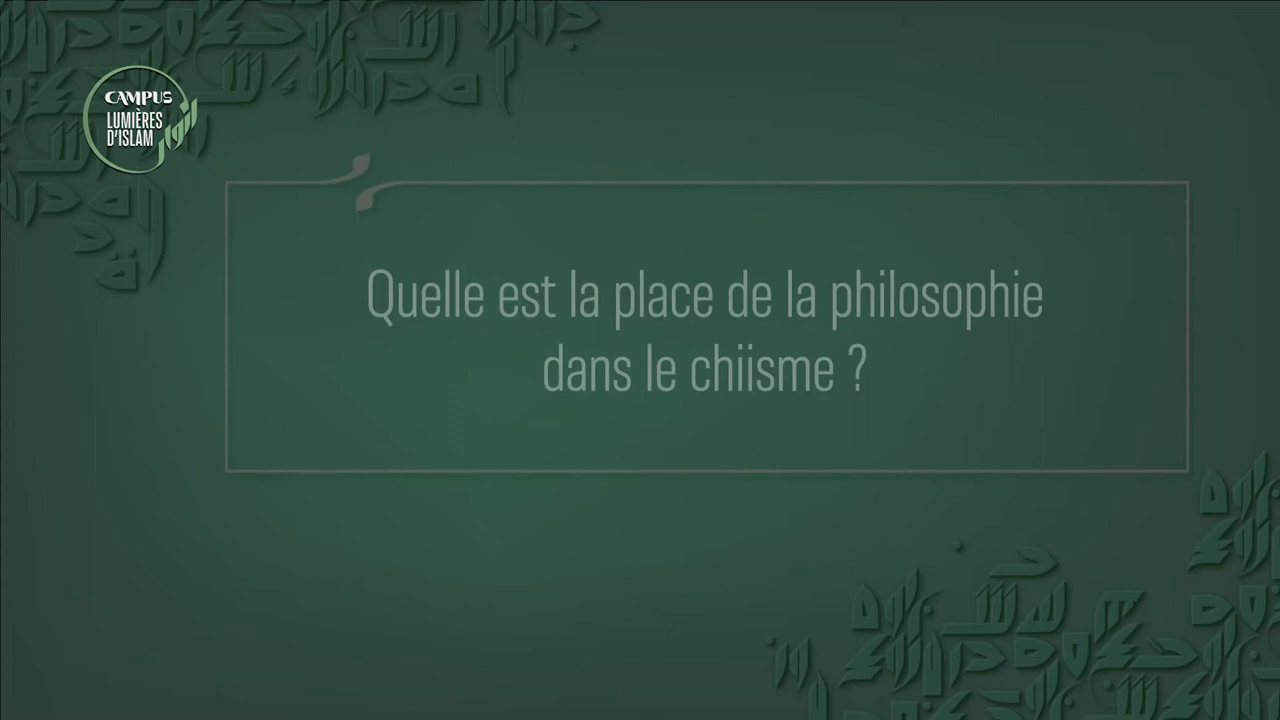 CAMPUS
LUMIÈRES
D'ISLAM
Quelle est la place de la philosophie
dans le chiisme ?